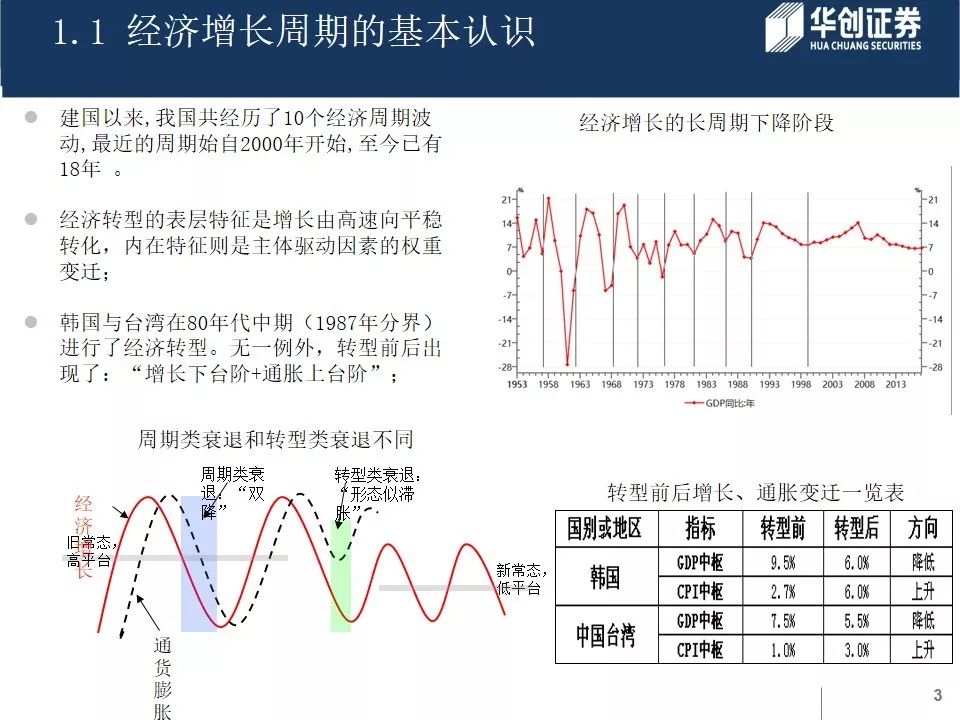 1.1 经济增长周期的基本认识
华创证券
HUA CHUANG SECURITIES
建国以来,我国共经历了10个经济周期波
动,最近的周期始自2000年开始,至今已有
18年 。
经济转型的表层特征是增长由高速向平稳
转化，内在特征则是主体驱动因素的权重
变迁；
韩国与台湾在80年代中期（1987年分界）
进行了经济转型。无一例外，转型前后出
现了：“增长下台阶+通胀上台阶”；
经济增长的长周期下降阶段
% %
21 21
14 14
7 7
0 0
-7 -7
-14 -14
-21 -21
-28 -28
1953 1958 1963 1968 1973 1978 1983 1988 1993 1998 2003 2008 2013
GDP同比:年
周期类衰退和转型类衰退不同
周期类衰
退：“双
降”
转型类衰退：
“形态似滞
胀”
经济增长
旧常态，
高平台
新常态，
低平台
通货膨胀
转型前后增长、通胀变迁一览表
国别或地区 指标 转型前 转型后 方向
韩国 GDP中枢 9.5% 6.0% 降低
CPI中枢 2.7% 6.0% 上升
中国台湾 GDP中枢 7.5% 5.5% 降低
CPI中枢 1.0% 3.0% 上升
3